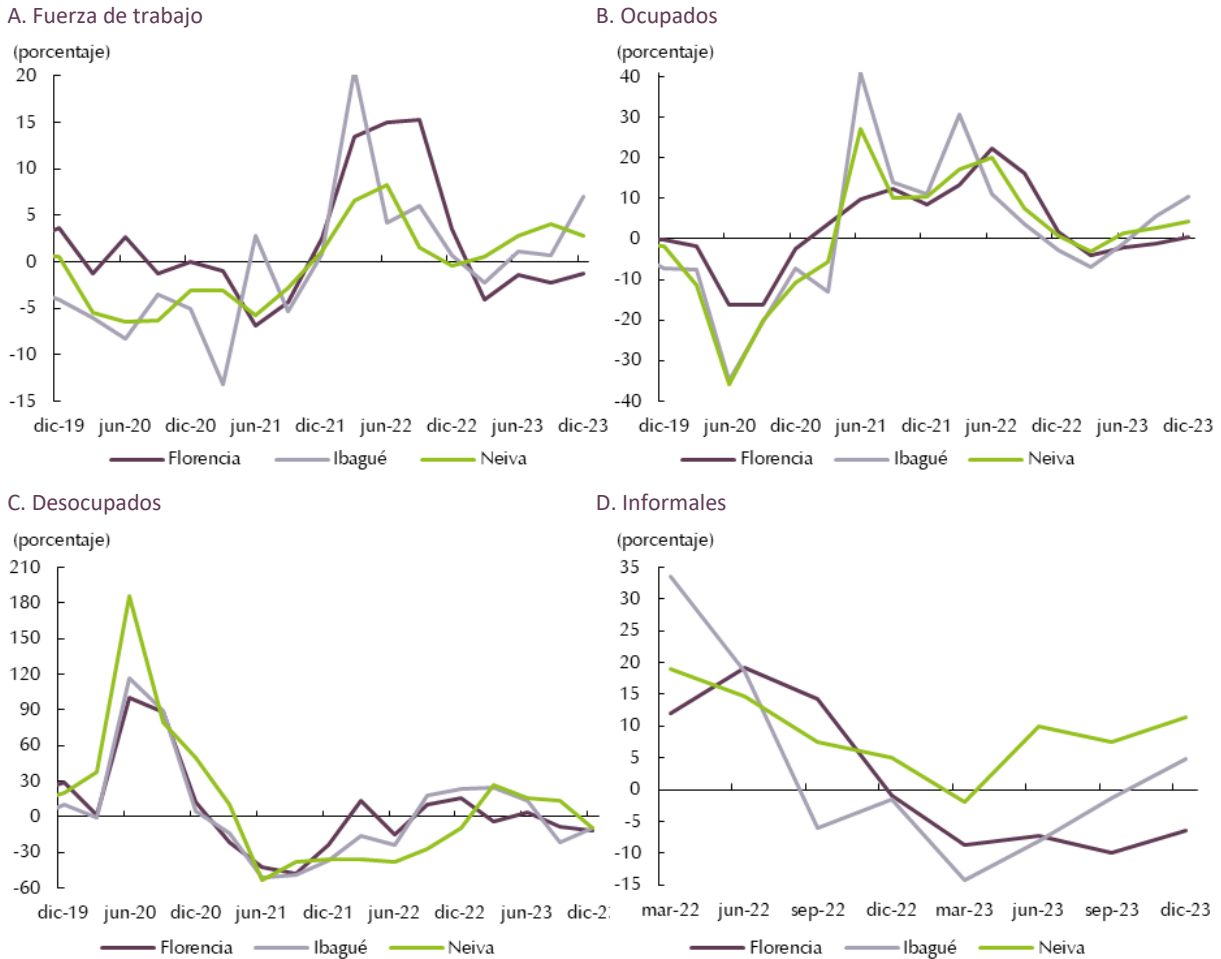 A. Fuerza de trabajo
(porcentaje)
20
15
10
5
0
-5
-10
-15
dic-19 jun-20 dic-20 jun-21 dic-21 jun-22 dic-22 jun-23 dic-23
Florencia Ibagué Neiva
B. Ocupados
(porcentaje)
40
30
20
10
0
-10
-20
-30
-40
dic-19 jun-20 dic-20 jun-21 dic-21 jun-22 dic-22 jun-23 dic-23
Florencia Ibagué Neiva
C. Desocupados
(porcentaje)
210
180
150
120
90
60
30
0
-30
-60
dic-19 jun-20 dic-20 jun-21 dic-21 jun-22 dic-22 jun-23
Florencia Ibagué Neiva
D. Informales
(porcentaje)
35
30
25
20
15
10
5
0
-5
-10
-15
mar-22 jun-22 sep-22 dic-22 mar-23 jun-23 sep-23 dic-23
Florencia Ibagué Neiva